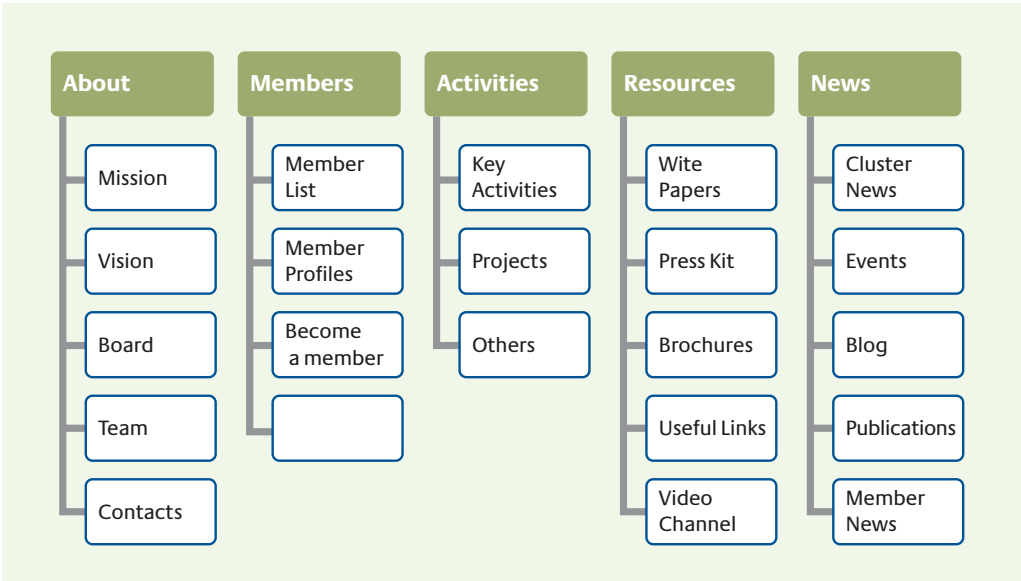 About
Mission
Vision
Board
Team
Contacts
Members
Member
List
Member
Profiles
Become
a member
Activities
Key
Activities
Projects
Others
Resources
Wite
Papers
Press Kit
Brochures
Useful Links
Video
Channel
News
Cluster
News
Events
Blog
Publications
Member
News